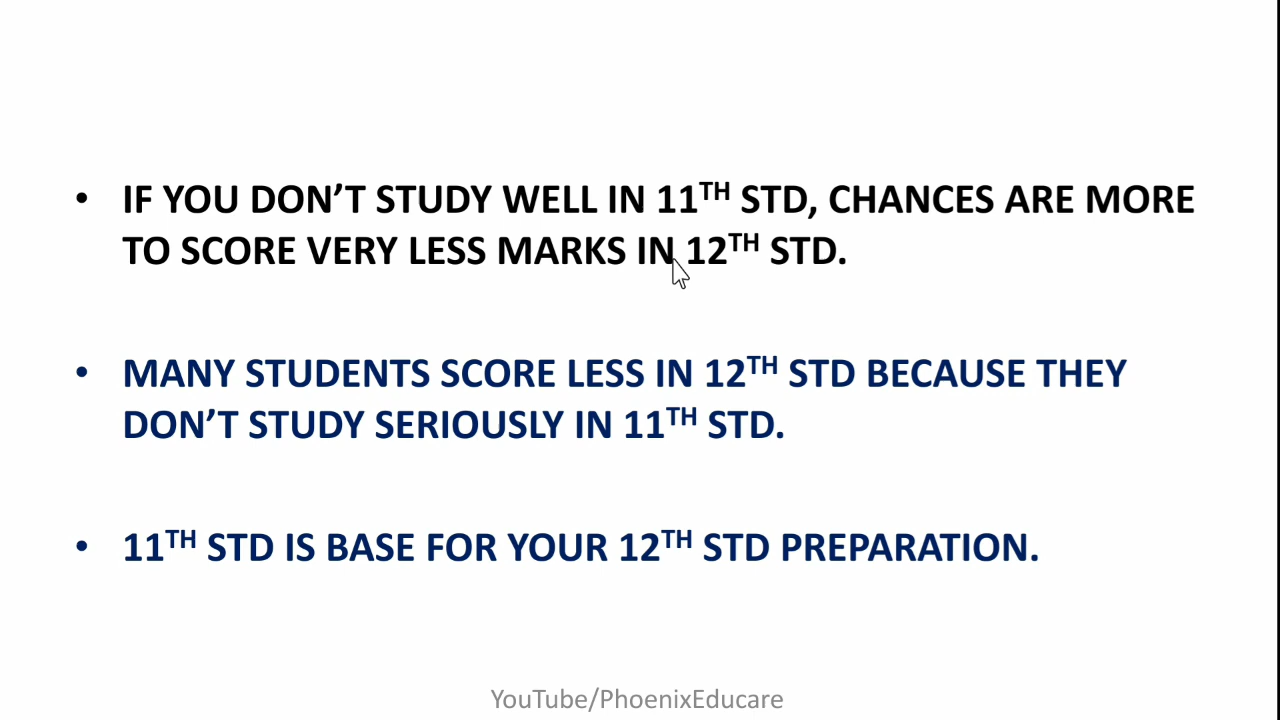 • IF YOU DON’T STUDY WELL IN 11TH STD, CHANCES ARE MORE
TO SCORE VERY LESS MARKS IN 12TH STD.
• MANY STUDENTS SCORE LESS IN 12TH STD BECAUSE THEY
DON’T STUDY SERIOUSLY IN 11TH STD.
• 11TH STD IS BASE FOR YOUR 12TH STD PREPARATION.
YouTube/PhoenixEducare